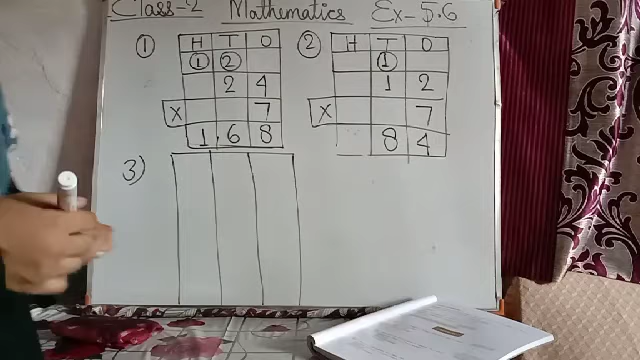 Class-2 Mathematics Ex-5.6
① H T O ② H T O
① ② ①
2 4 1 2
x 7 x 7
1 6 8 8 4
3)